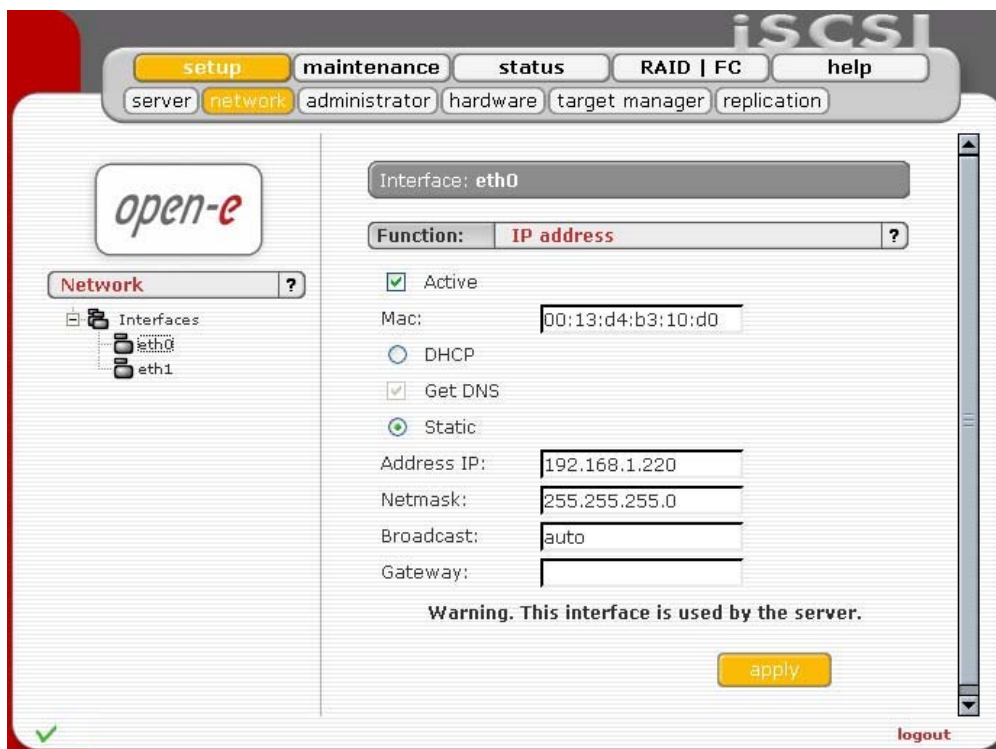 iSCSI
setup maintenance status RAID | FC help
server network administrator hardware target manager replication
open-e
Network ?
Interfaces
eth0
eth1
Interface: eth0
Function: IP address ?
Active
Mac: 00:13:d4:b3:10:d0
DHCP
Get DNS
Static
Address IP: 192.168.1.220
Netmask: 255.255.255.0
Broadcast: auto
Gateway:
Warning. This interface is used by the server.
apply
logout